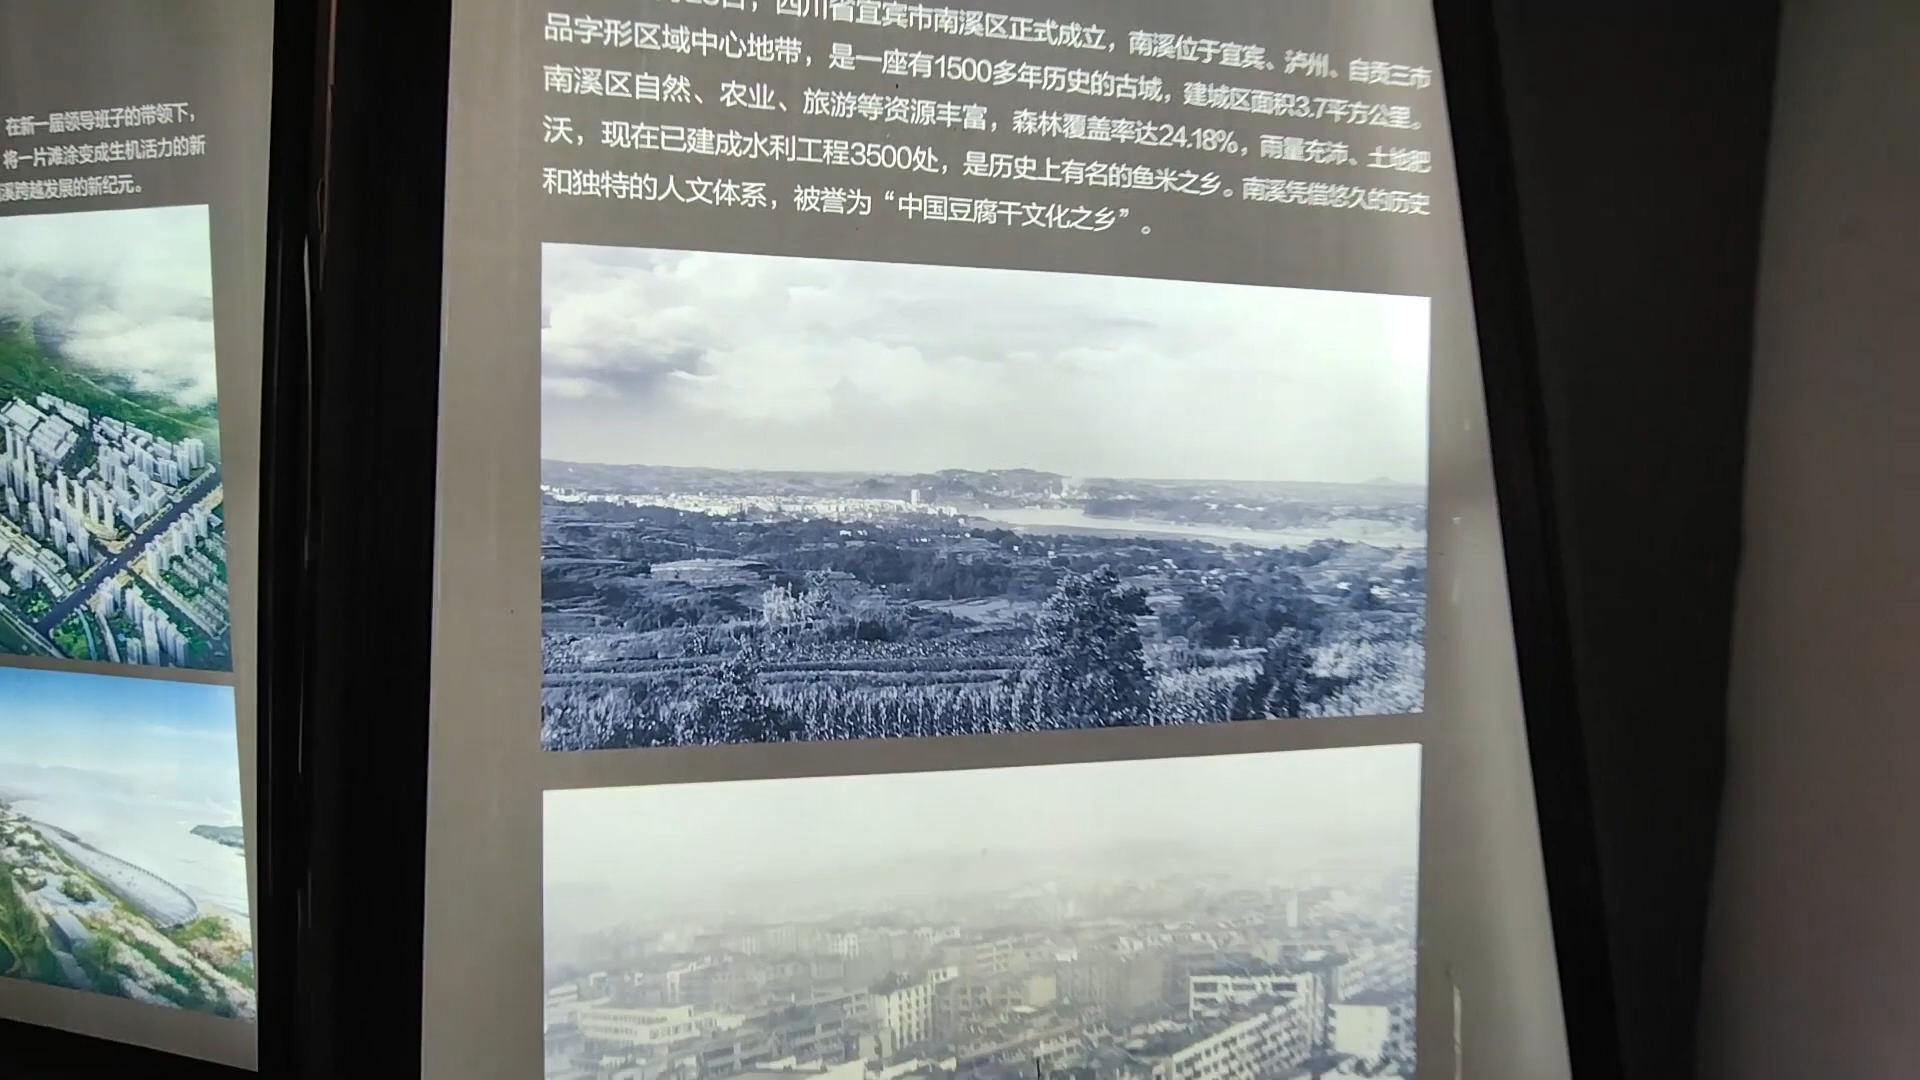 在新一届领导班子的带领下，
将一片滩涂变成生机活力的新
溪跨越发展的新纪元。
日，四川省宜宾市南溪区正式成立，南溪位于宜宾、泸州、自贡三市
品字形区域中心地带，是一座有1500多年历史的古城，建城区面积3.7平方公里。
南溪区自然、农业、旅游等资源丰富，森林覆盖率达24.18%，雨量充沛、土地肥
沃，现在已建成水利工程3500处，是历史上有名的鱼米之乡。南溪凭借悠久的历史
和独特的人文体系，被誉为“中国豆腐干文化之乡”。